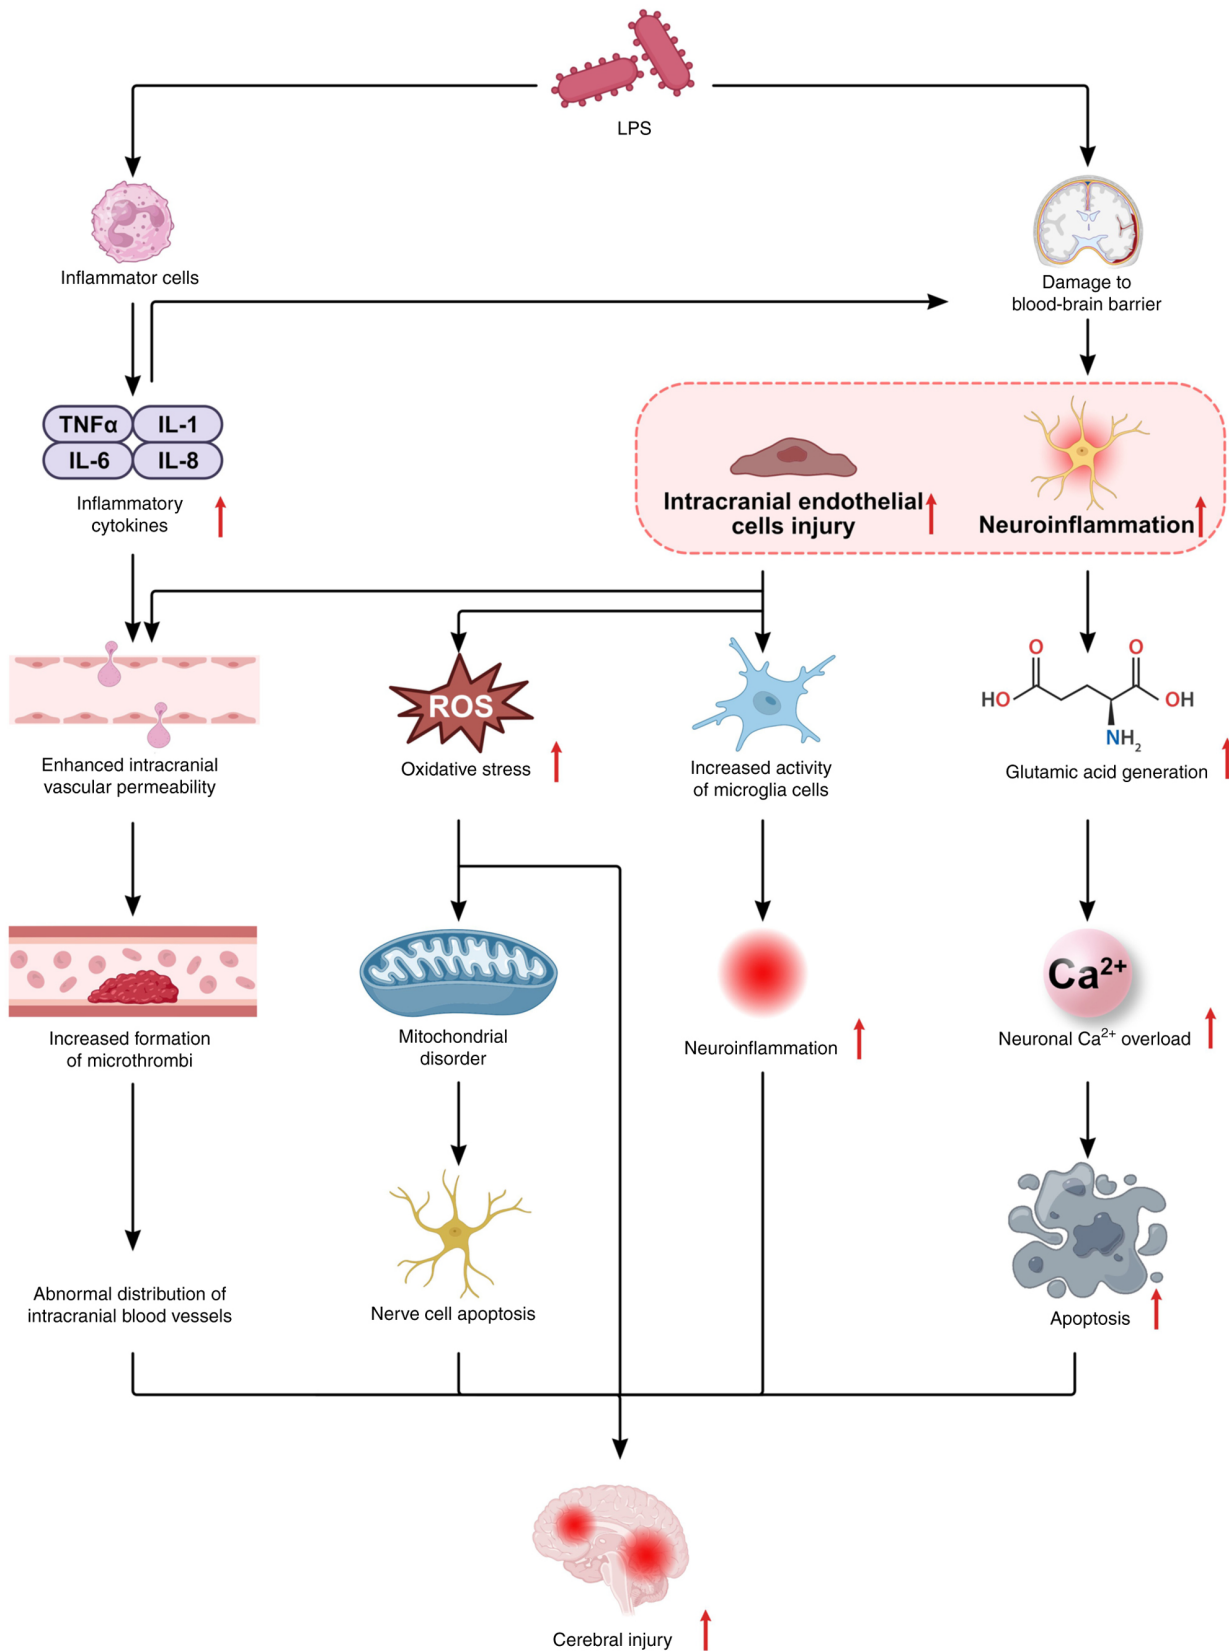 LPS
Inflammator cells
Damage to
blood-brain barrier
TNFα
IL-1
IL-6
IL-8
Inflammatory
cytokines
Intracranial endothelial
cells injury
Neuroinflammation
ROS
O
O
HO
OH
NH₂
Enhanced intracranial
vascular permeability
Oxidative stress
Increased activity
of microglia cells
Glutamic acid generation
Ca²⁺
Increased formation
of microthrombi
Mitochondrial
disorder
Neuroinflammation
Neuronal Ca²⁺ overload
Abnormal distribution of
intracranial blood vessels
Nerve cell apoptosis
Apoptosis
Cerebral injury